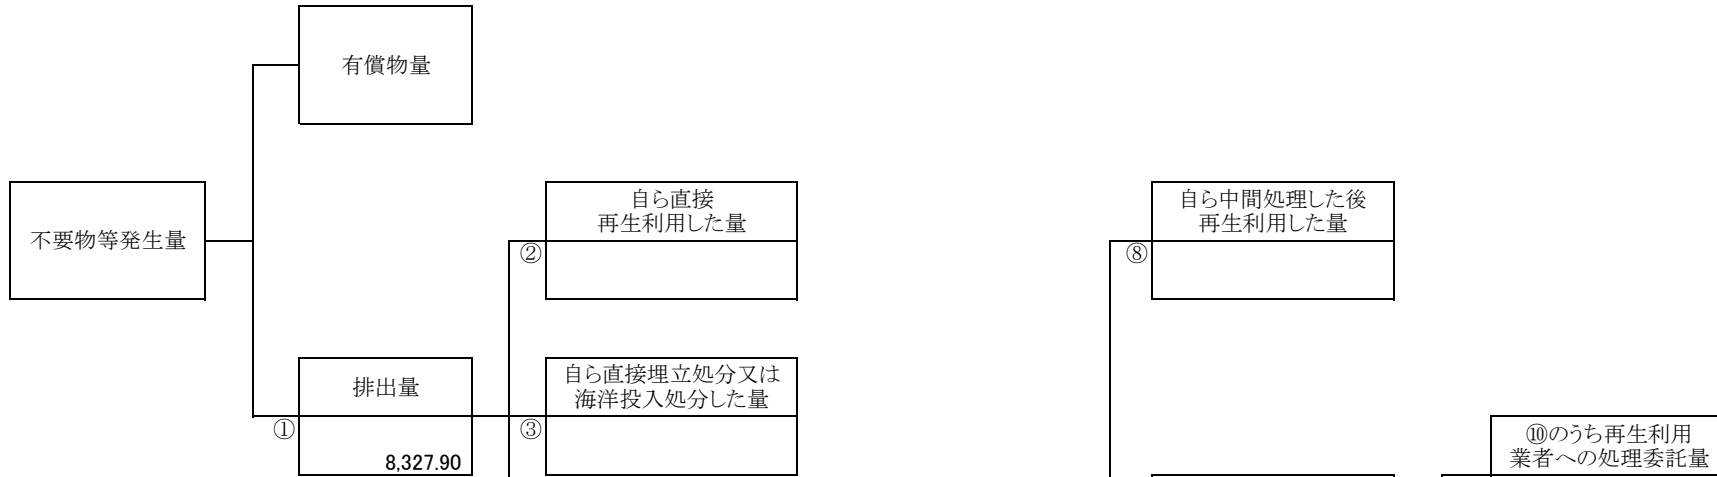 有償物量
不要物等発生量
自ら直接
再生利用した量
②
自ら中間処理した後
再生利用した量
⑧
排出量
①
8,327.90
自ら直接埋立処分又は
海洋投入処分した量
③
⑩のうち再生利用
業者への処理委託量